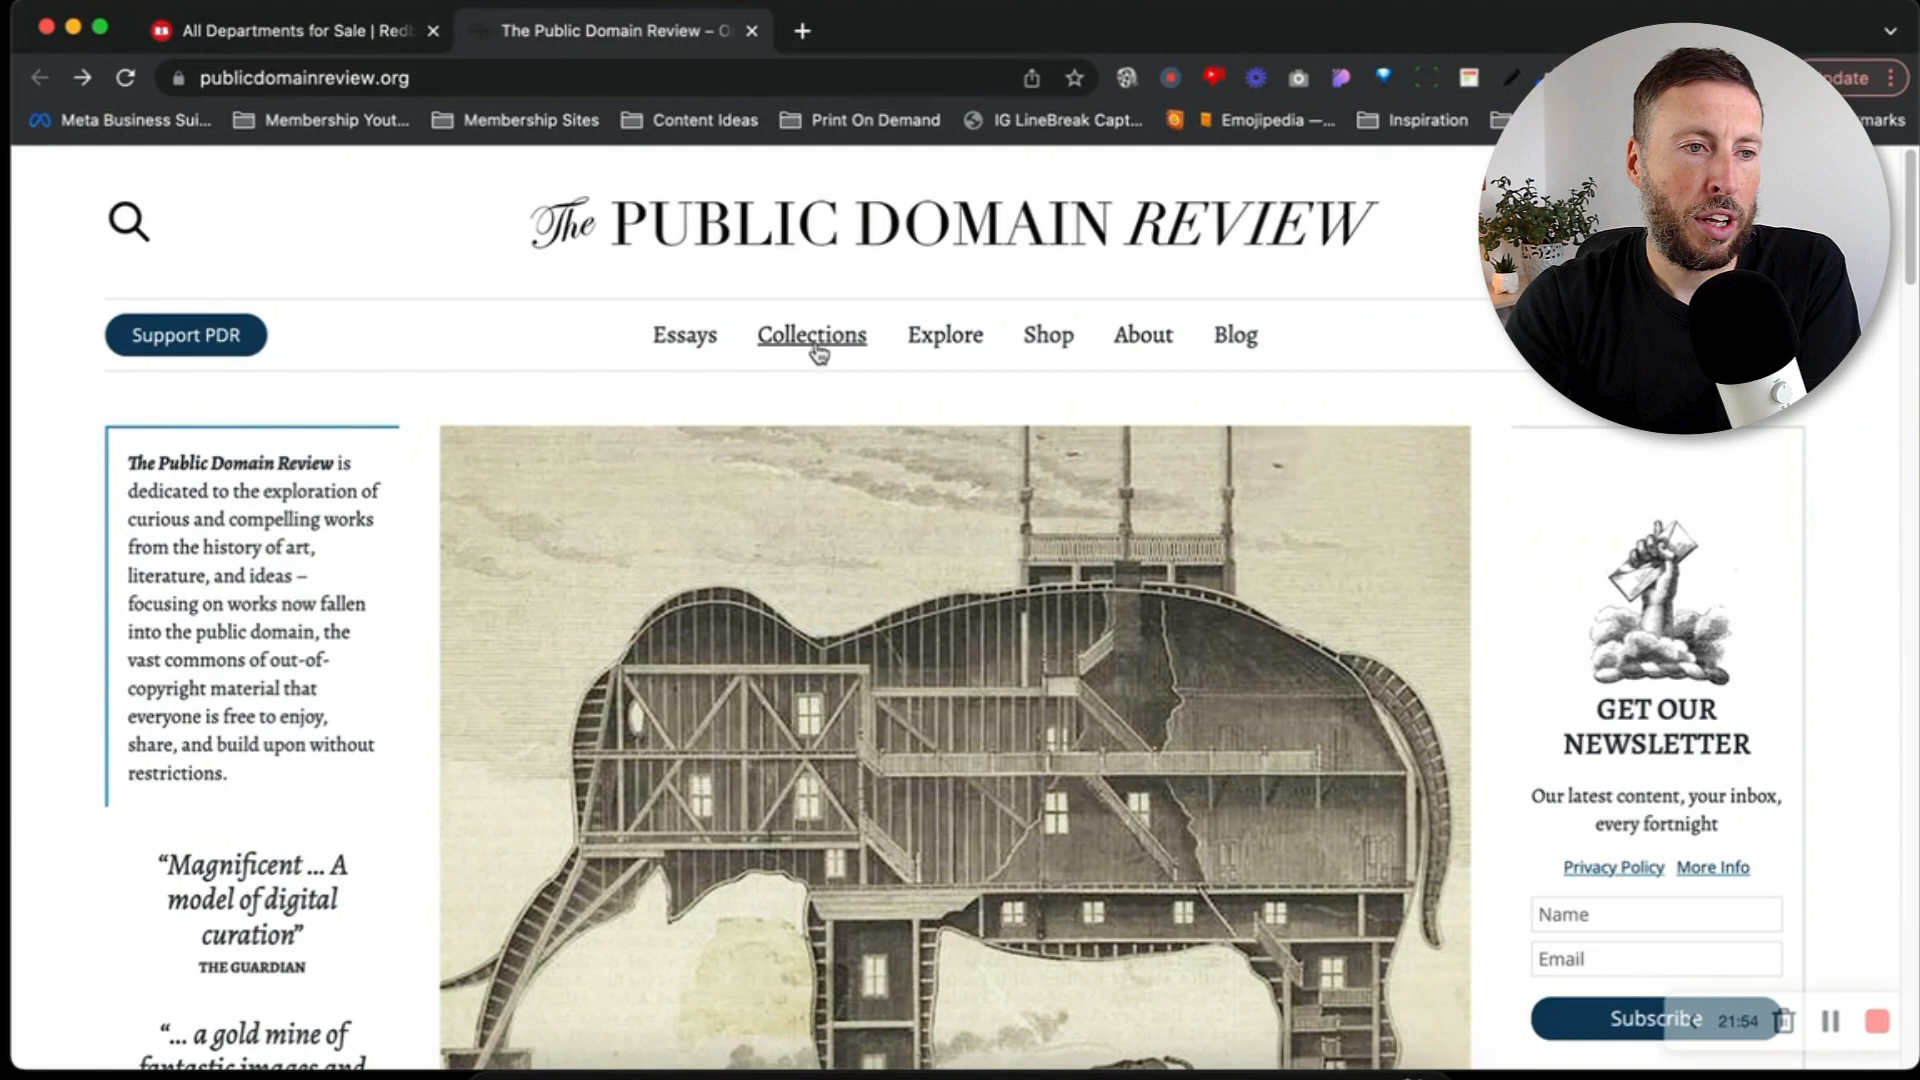 All Departments for Sale | Redb
The Public Domain Review – O
publicdomainreview.org
pdate
Meta Business Sui...
Membership Yout...
Membership Sites
Content Ideas
Print On Demand
IG LineBreak Capt...
Emojipedia —...
Inspiration
marks
The PUBLIC DOMAIN REVIEW
Support PDR
Essays
Collections
Explore
Shop
About
Blog
The Public Domain Review is
dedicated to the exploration of
curious and compelling works
from the history of art,
literature, and ideas –
focusing on works now fallen
into the public domain, the
vast commons of out-of-
copyright material that
everyone is free to enjoy,
share, and build upon without
restrictions.
“Magnificent ... A
model of digital
curation”
THE GUARDIAN
“... a gold mine of
fantastic images and
GET OUR
NEWSLETTER
Our latest content, your inbox,
every fortnight
Privacy Policy
More Info
Name
Email
Subscribe
21:54